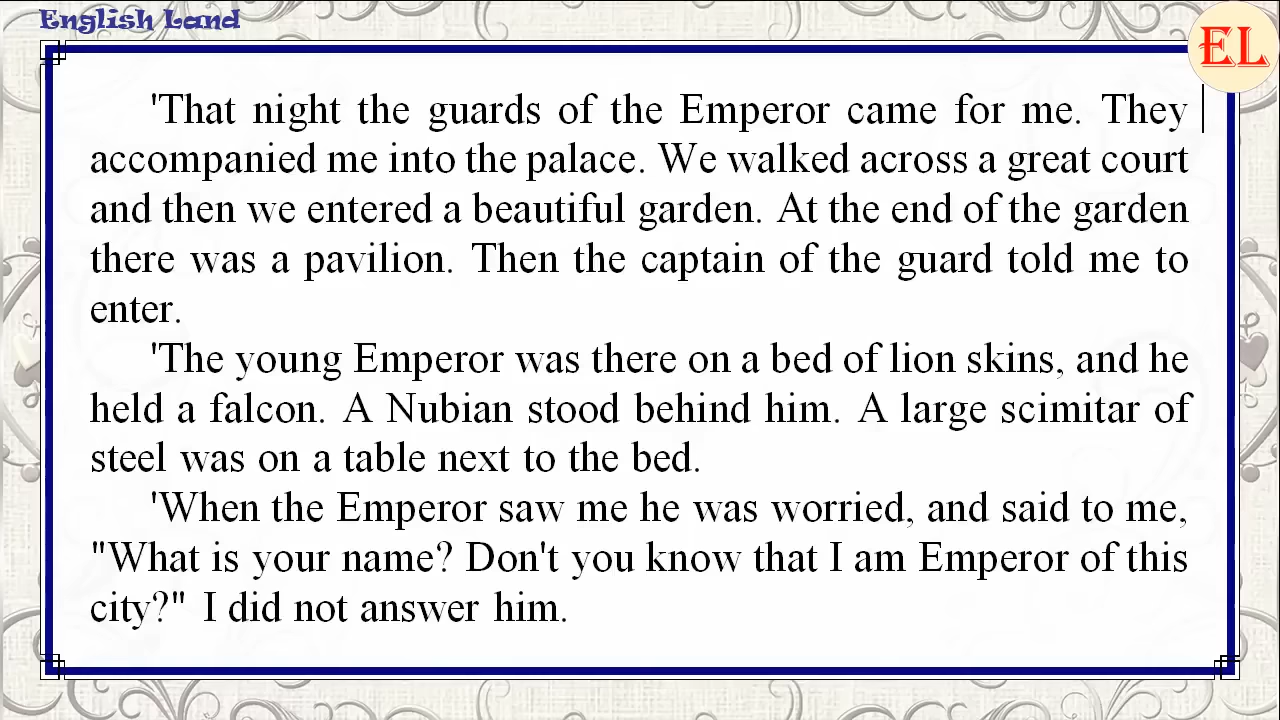 English Land
EL
'That night the guards of the Emperor came for me. They
accompanied me into the palace. We walked across a great court
and then we entered a beautiful garden. At the end of the garden
there was a pavilion. Then the captain of the guard told me to
enter.
'The young Emperor was there on a bed of lion skins, and he
held a falcon. A Nubian stood behind him. A large scimitar of
steel was on a table next to the bed.
'When the Emperor saw me he was worried, and said to me,
"What is your name? Don't you know that I am Emperor of this
city?" I did not answer him.